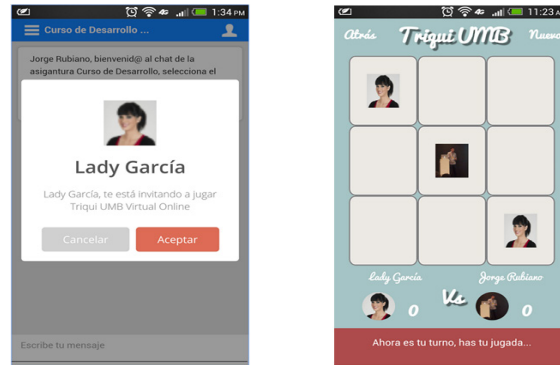 1:34 PM
Curso de Desarrollo ...
Jorge Rubiano, bienvenid@ al chat de la
asigantura Curso de Desarrollo, selecciona el
Lady García
Lady García, te está invitando a jugar
Triqui UMB Virtual Online
Cancelar
Aceptar
Escribe tu mensaje
11:23 A
Atrás
Triqui UMB
Nuevo
Lady García
Jorge Rubiano
0
Vs
0
Ahora es tu turno, has tu jugada...